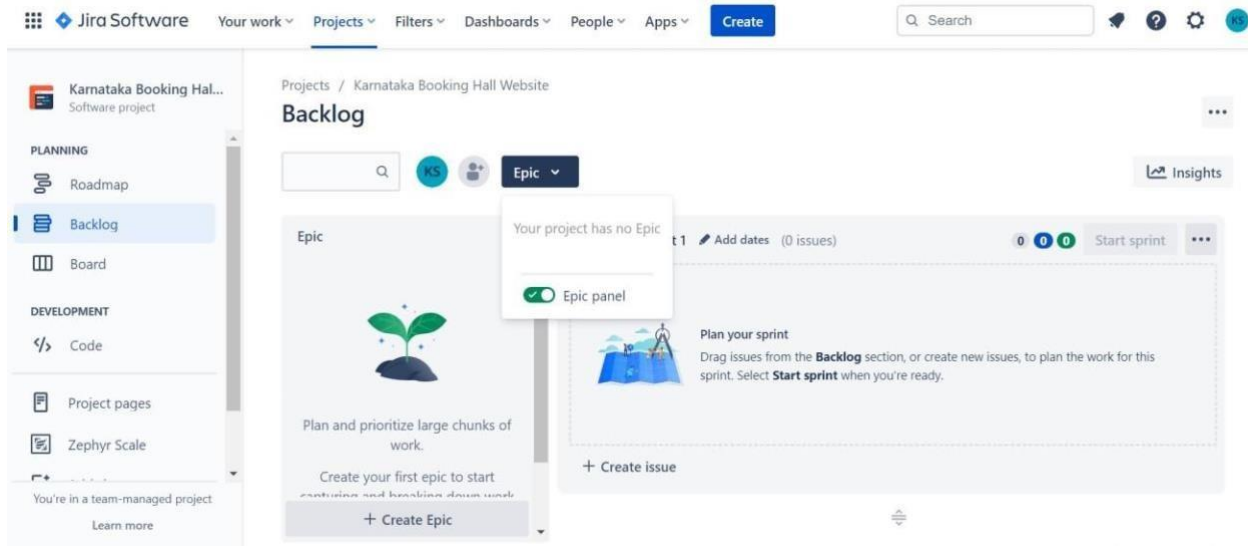 Jira Software Your work Projects Filters Dashboards People Apps Create Search KS
Karnataka Booking Hal...
Software project
PLANNING
Roadmap
Backlog
Board
DEVELOPMENT
Code
Project pages
Zephyr Scale
You're in a team-managed project
Learn more
Projects / Karnataka Booking Hall Website
Backlog
KS Epic Insights
Your project has no Epic
Epic panel
Epic
Plan and prioritize large chunks of
work.
Create your first epic to start
capturing and breaking down work
+ Create Epic
t 1 Add dates (0 issues) 0 0 0 Start sprint
Plan your sprint
Drag issues from the Backlog section, or create new issues, to plan the work for this
sprint. Select Start sprint when you're ready.
+ Create issue